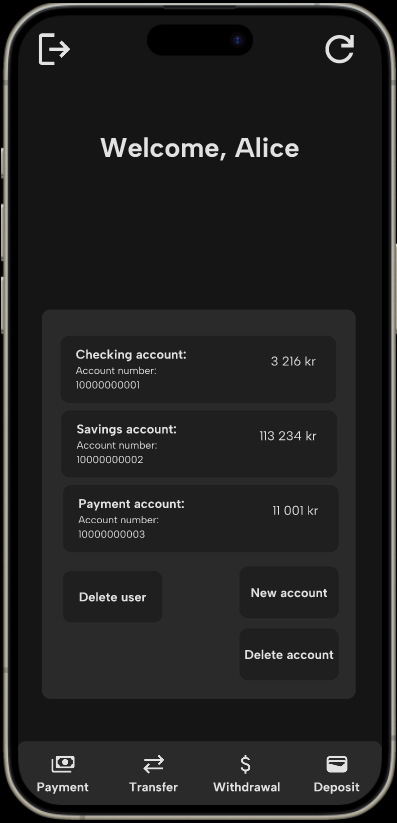 Welcome, Alice
Checking account:
Account number:
10000000001
3 216 kr
Savings account:
Account number:
10000000002
113 234 kr
Payment account:
Account number:
10000000003
11 001 kr
Delete user
New account
Delete account
Payment
Transfer
Withdrawal
Deposit